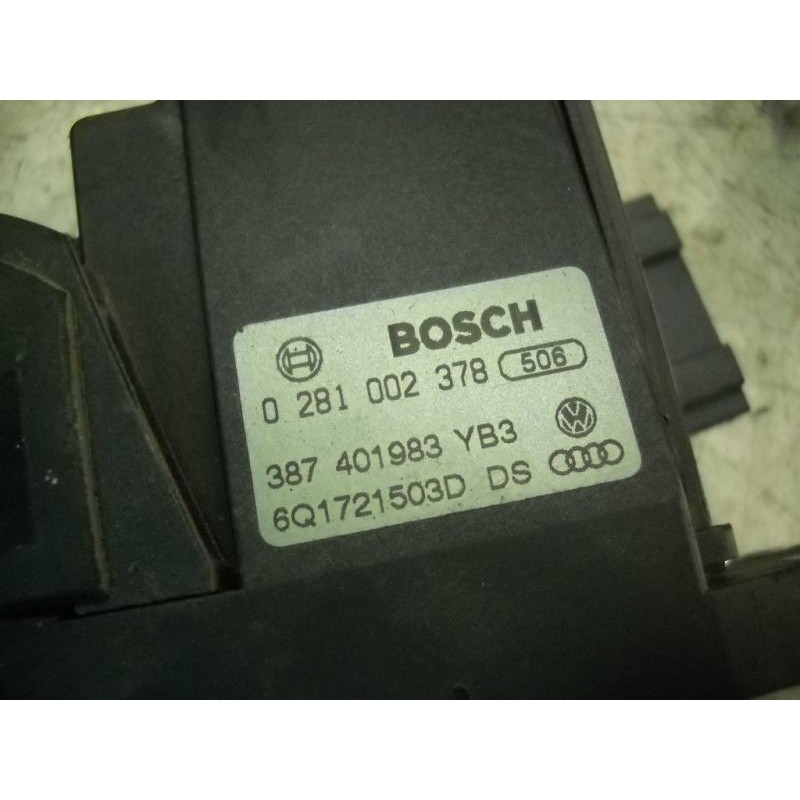 BOSCH
0 281 002 378 506
387 401983 YB3
6Q1721503D DS